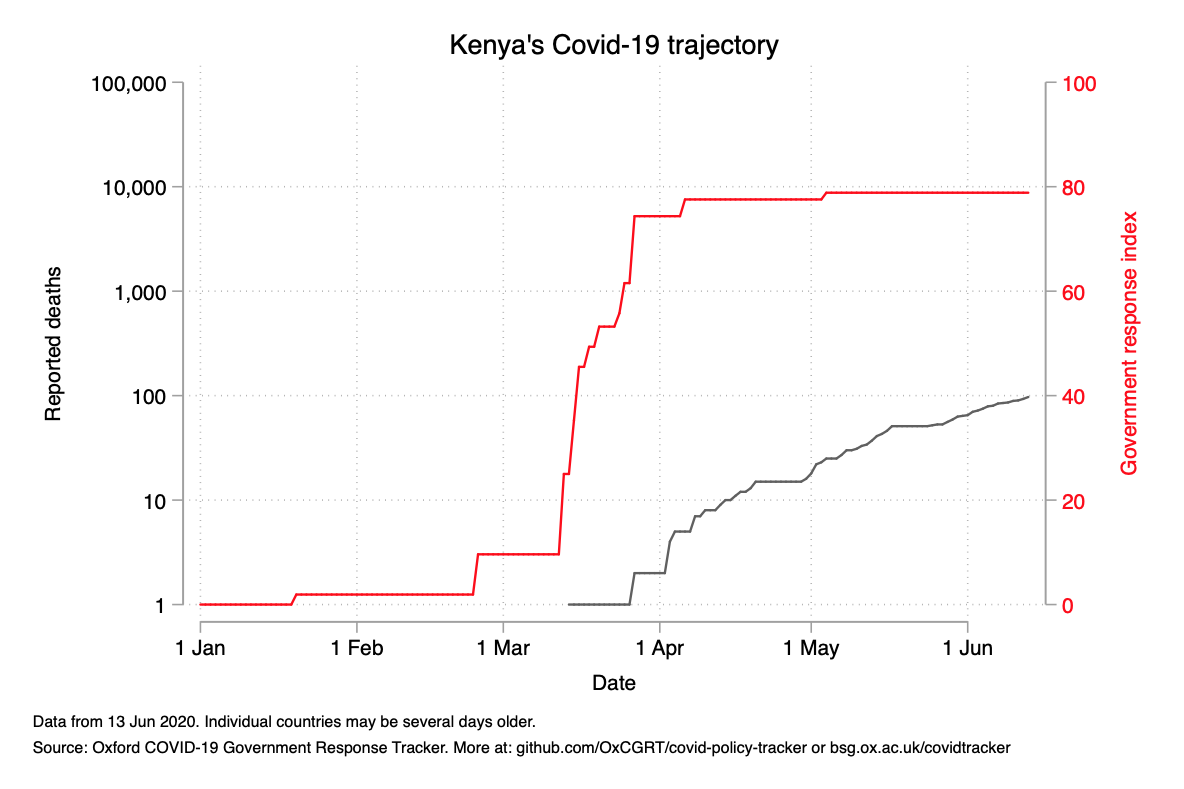 Kenya's Covid-19 trajectory
100,000
10,000
1,000
100
10
1
Reported deaths
100
80
60
40
20
0
Government response index
1 Jan 1 Feb 1 Mar 1 Apr 1 May 1 Jun
Date
Data from 13 Jun 2020. Individual countries may be several days older.
Source: Oxford COVID-19 Government Response Tracker. More at: github.com/OxCGRT/covid-policy-tracker or bsg.ox.ac.uk/covidtracker